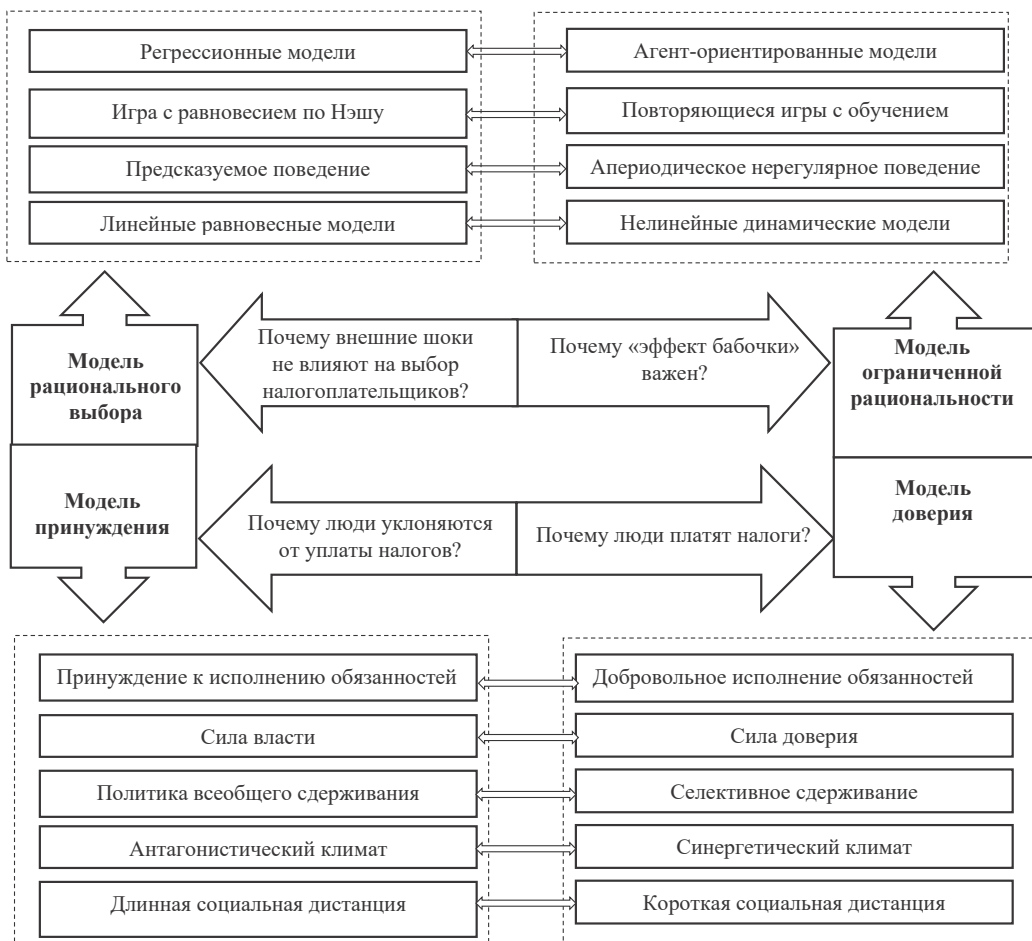 Регрессионные модели
Агент-ориентированные модели
Игра с равновесием по Нэшу
Повторяющиеся игры с обучением
Предсказуемое поведение
Апериодическое нерегулярное поведение
Линейные равновесные модели
Нелинейные динамические модели
Модель
рационального
выбора
Почему внешние шоки
не влияют на выбор
налогоплательщиков?
Почему «эффект бабочки»
важен?
Модель
ограниченной
рациональности
Модель
принуждения
Почему люди уклоняются
от уплаты налогов?
Почему люди платят налоги?
Модель
доверия
Принуждение к исполнению обязанностей
Добровольное исполнение обязанностей
Сила власти
Сила доверия
Политика всеобщего сдерживания
Селективное сдерживание
Антагонистический климат
Синергетический климат
Длинная социальная дистанция
Короткая социальная дистанция